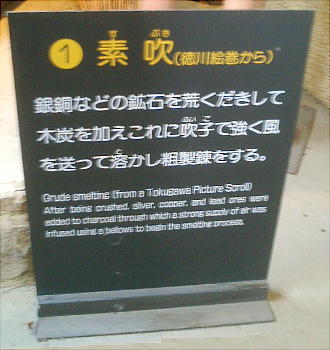 ① 素吹(徳川絵巻から)
銀銅などの鉱石を荒くだきして
木炭を加えこれに吹子で強く風
を送って溶かし粗製錬をする。
Grude smelting (from a Tokugawa Picture Scroll)
After being crushed, silver, copper, and lead ores were
added to charcoal through which a strong supply of air was
infused using a bellows to begin the smelting process.